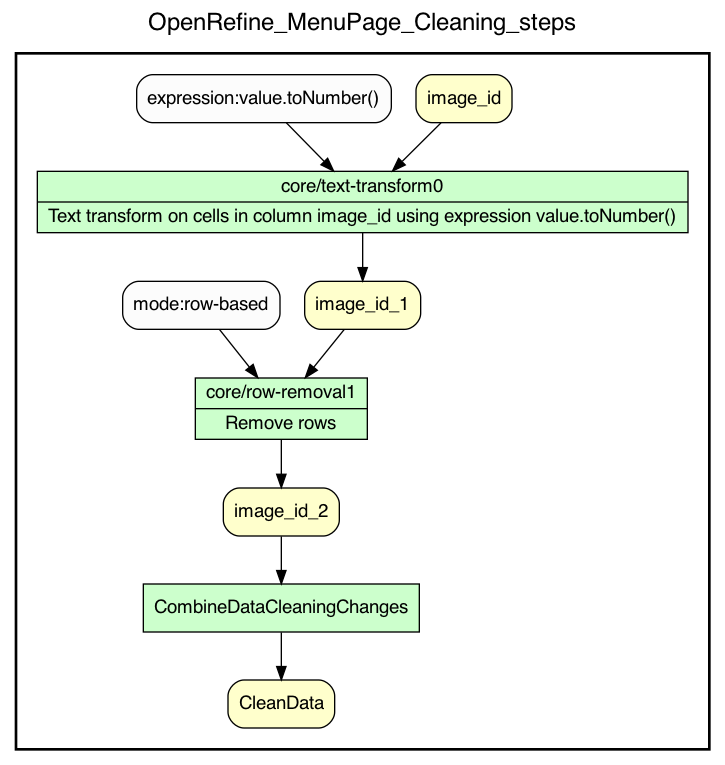 OpenRefine_MenuPage_Cleaning_steps
expression:value.toNumber()
image_id
core/text-transform0
Text transform on cells in column image_id using expression value.toNumber()
mode:row-based
image_id_1
core/row-removal1
Remove rows
image_id_2
CombineDataCleaningChanges
CleanData